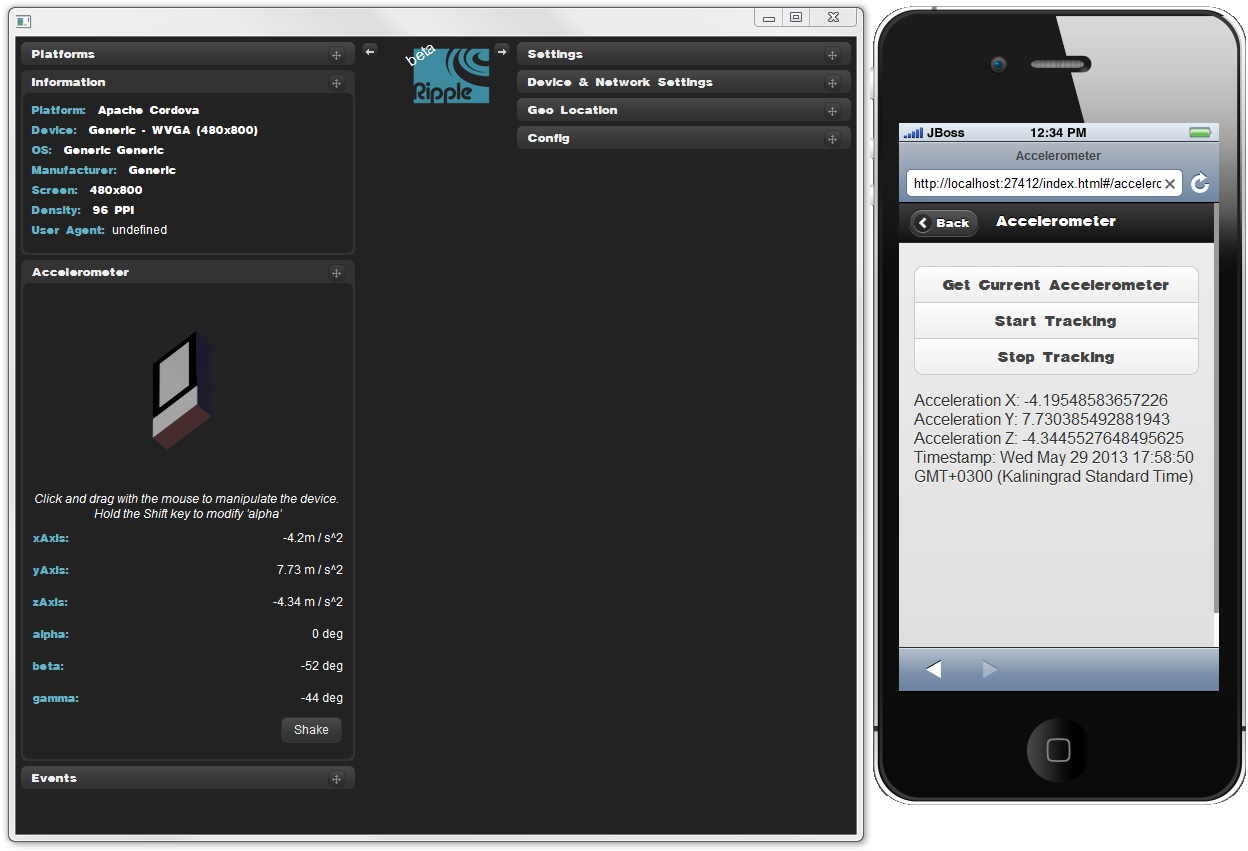 Platforms
Information
Platform: Apache Cordova
Device: Generic - WVGA (480x800)
OS: Generic Generic
Manufacturer: Generic
Screen: 480x800
Density: 96 PPI
User Agent: undefined
Accelerometer
Click and drag with the mouse to manipulate the device.
Hold the Shift key to modify 'alpha'
xAxis: -4.2m / s^2
yAxis: 7.73 m / s^2
zAxis: -4.34 m / s^2
alpha: 0 deg
beta: -52 deg
gamma: -44 deg
Shake
Events
beta
Ripple
Settings
Device & Network Settings
Geo Location
Config
JBoss 12:34 PM
Accelerometer
http://localhost:27412/index.html#/accelerc
Back Accelerometer
Get Current Accelerometer
Start Tracking
Stop Tracking
Acceleration X: -4.19548583657226
Acceleration Y: 7.730385492881943
Acceleration Z: -4.3445527648495625
Timestamp: Wed May 29 2013 17:58:50
GMT+0300 (Kaliningrad Standard Time)